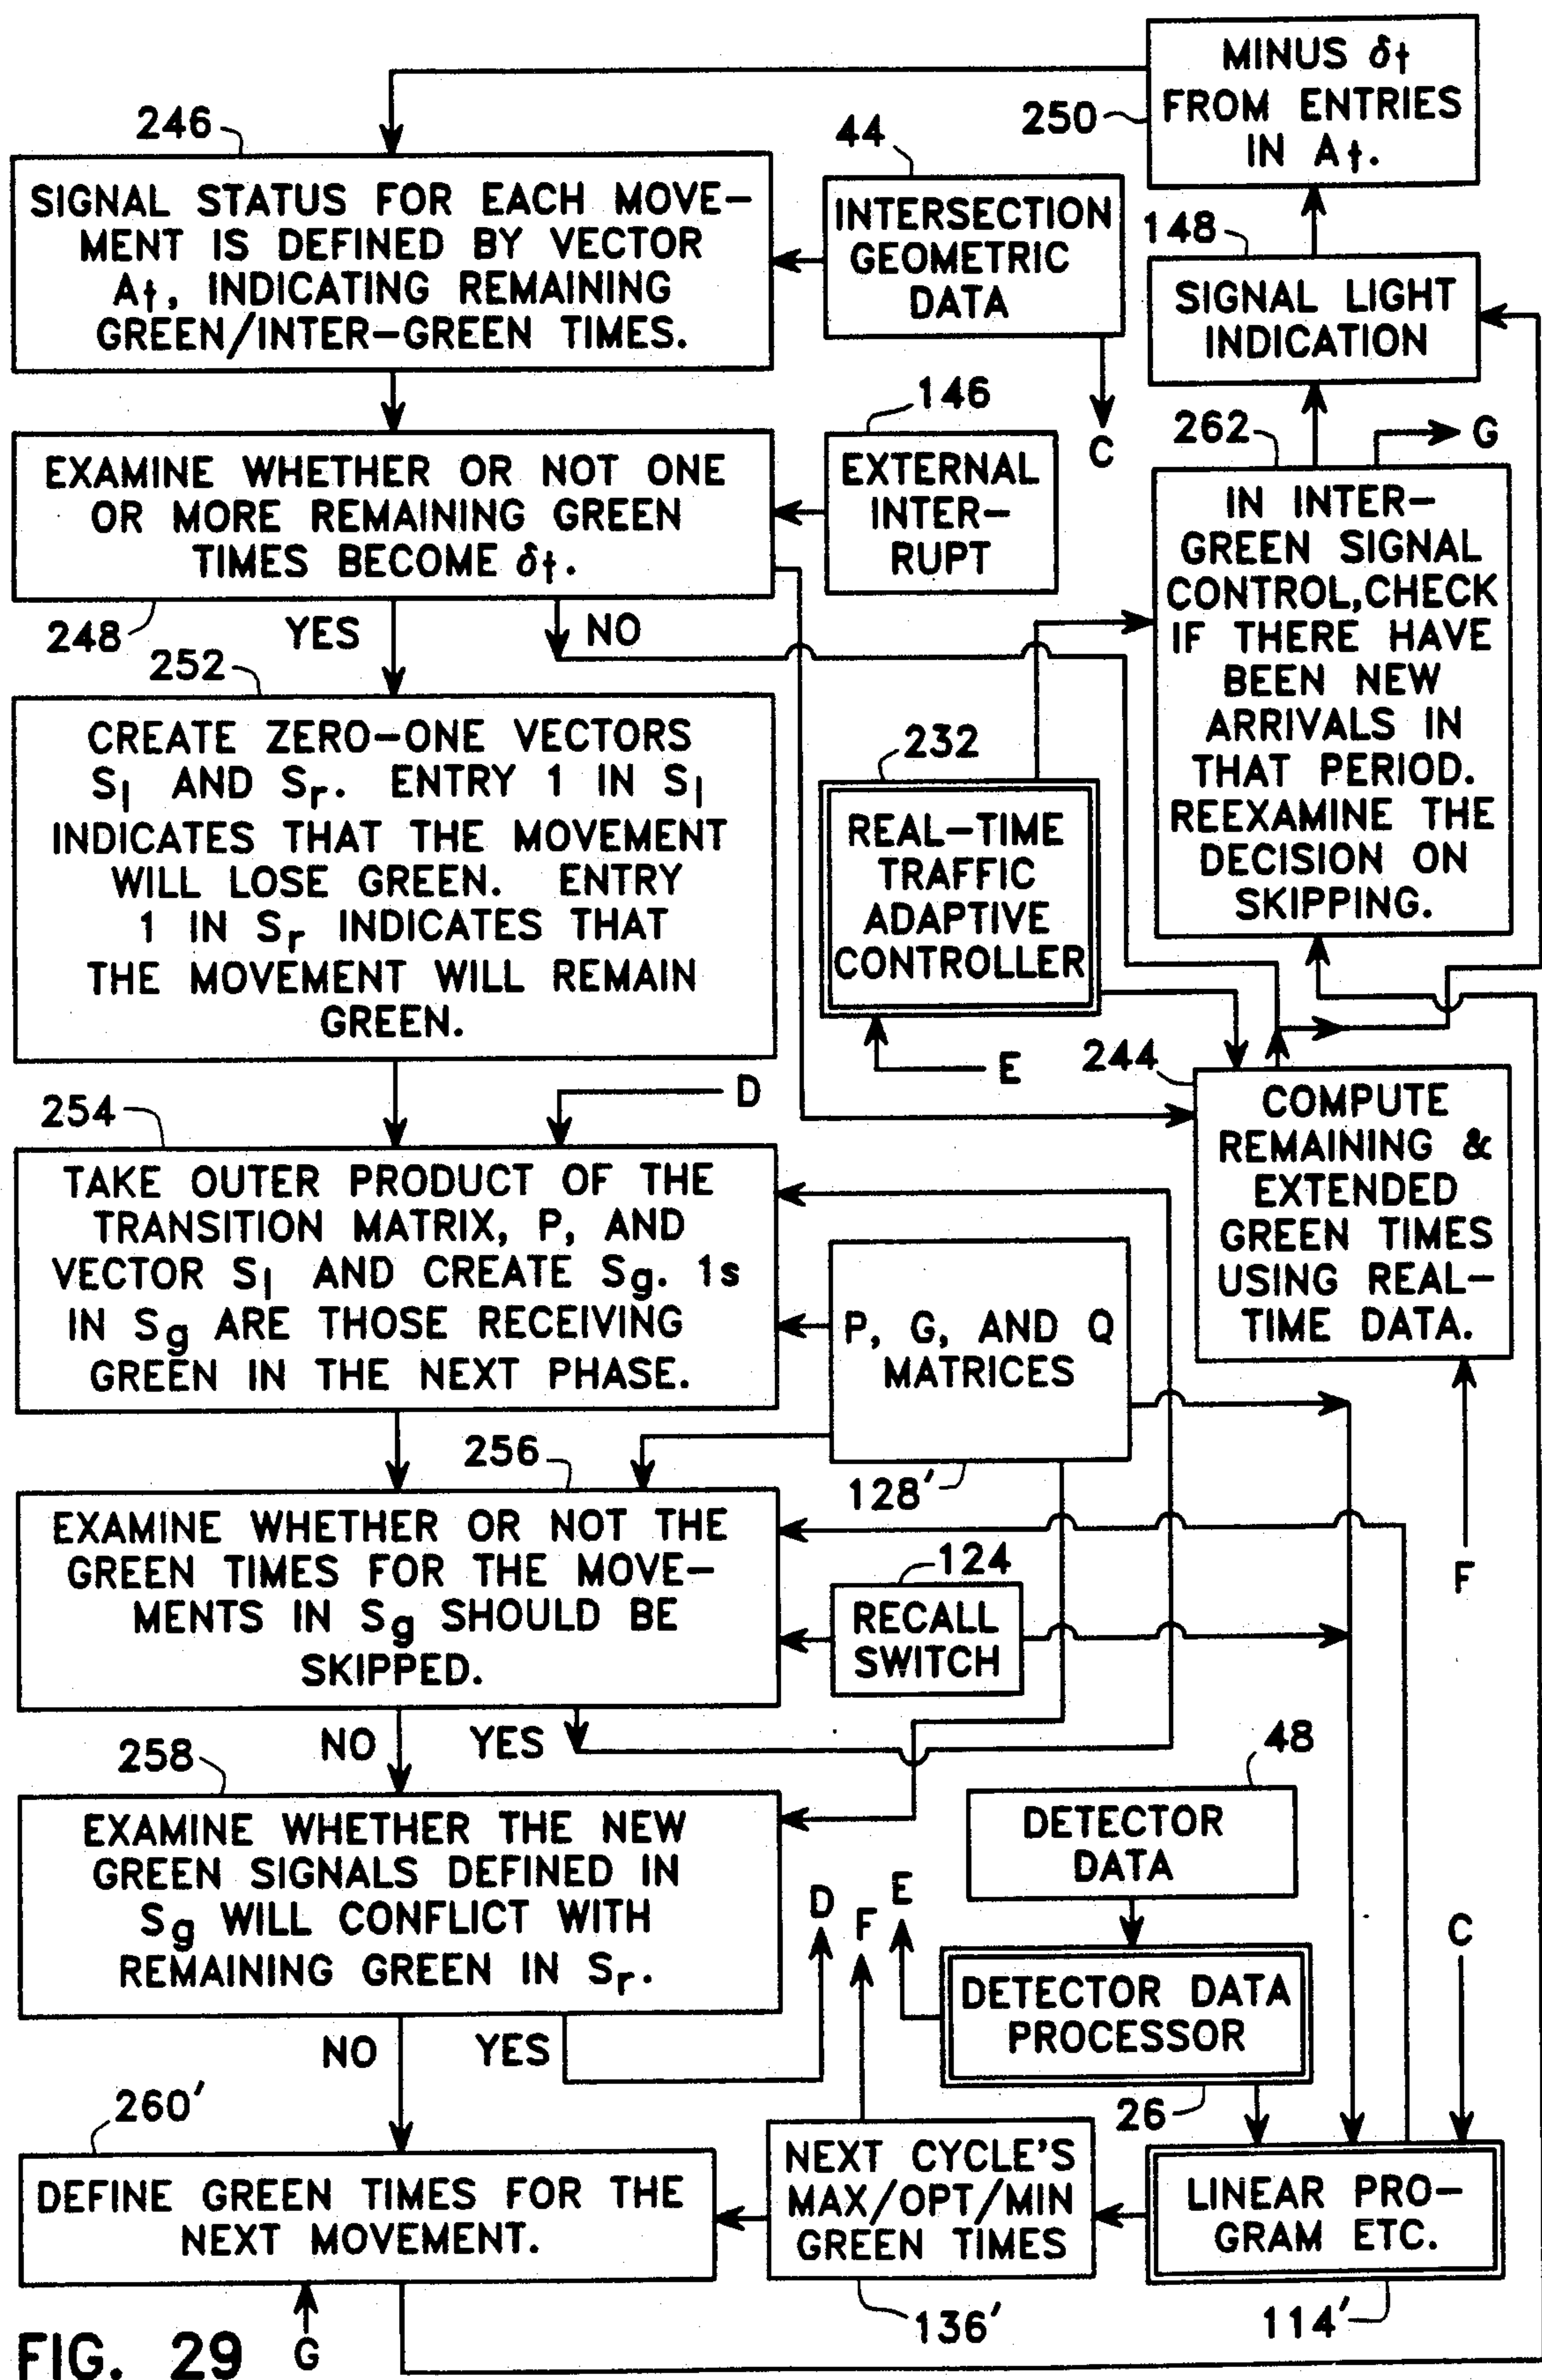 MINUS δt
FROM ENTRIES
IN At.
250
246
SIGNAL STATUS FOR EACH MOVE-
MENT IS DEFINED BY VECTOR
At, INDICATING REMAINING
GREEN/INTER-GREEN TIMES.
44
INTERSECTION
GEOMETRIC
DATA
C
148
SIGNAL LIGHT
INDICATION
146
EXTERNAL
INTER-
RUPT
EXAMINE WHETHER OR NOT ONE
OR MORE REMAINING GREEN
TIMES BECOME δt.
248
YES
NO
262
G
IN INTER-
GREEN SIGNAL
CONTROL, CHECK
IF THERE HAVE
BEEN NEW
ARRIVALS IN
THAT PERIOD.
REEXAMINE THE
DECISION ON
SKIPPING.
252
CREATE ZERO-ONE VECTORS
Sl AND Sr. ENTRY 1 IN Sl
INDICATES THAT THE MOVEMENT
WILL LOSE GREEN. ENTRY
1 IN Sr INDICATES THAT
THE MOVEMENT WILL REMAIN
GREEN.
232
REAL-TIME
TRAFFIC
ADAPTIVE
CONTROLLER
E
244
COMPUTE
REMAINING &
EXTENDED
GREEN TIMES
USING REAL-
TIME DATA.
F
254
D
TAKE OUTER PRODUCT OF THE
TRANSITION MATRIX, P, AND
VECTOR Sl AND CREATE Sg. 1s
IN Sg ARE THOSE RECEIVING
GREEN IN THE NEXT PHASE.
P, G, AND Q
MATRICES
128'
256
EXAMINE WHETHER OR NOT THE
GREEN TIMES FOR THE MOVE-
MENTS IN Sg SHOULD BE
SKIPPED.
124
RECALL
SWITCH
NO
YES
258
EXAMINE WHETHER THE NEW
GREEN SIGNALS DEFINED IN
Sg WILL CONFLICT WITH
REMAINING GREEN IN Sr.
NO
YES
D
F
E
48
DETECTOR
DATA
DETECTOR DATA
PROCESSOR
26
C
260'
DEFINE GREEN TIMES FOR THE
NEXT MOVEMENT.
G
NEXT CYCLE'S
MAX/OPT/MIN
GREEN TIMES
136'
LINEAR PRO-
GRAM ETC.
114'
FIG. 29